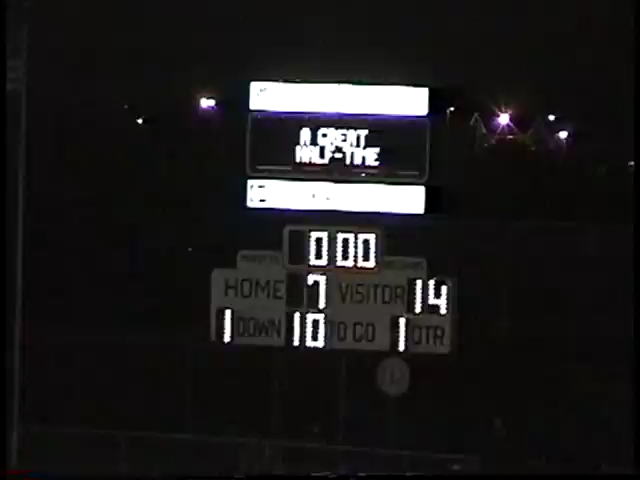 A GREAT
HALF-TIME
0 00
HOME 7 VISITOR 14
1 DOWN 10 TO GO 1 QTR